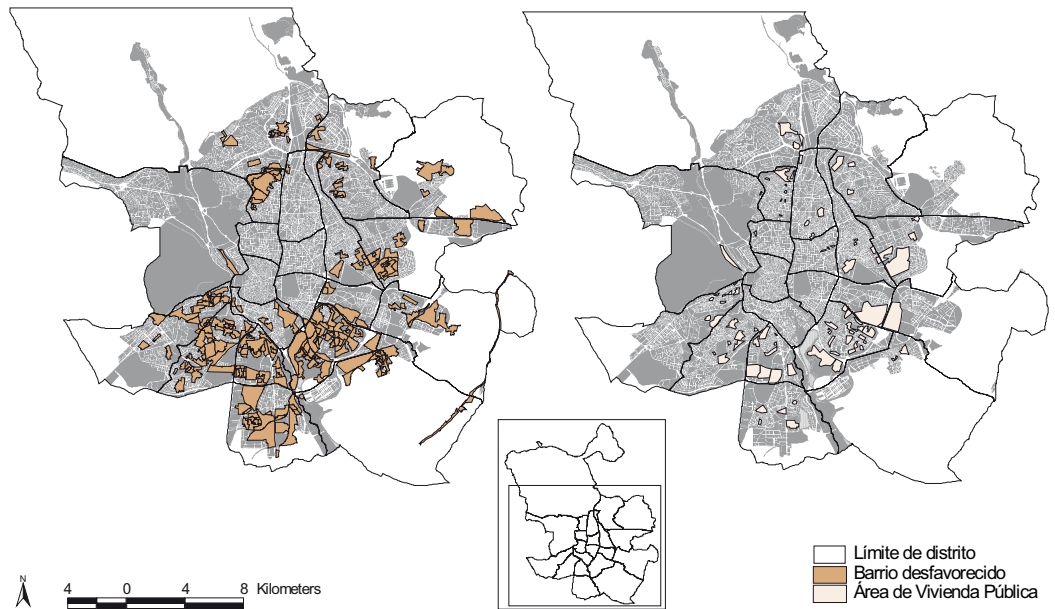 Límite de distrito
Barrio desfavorecido
Área de Vivienda Pública
N
4 0 4 8 Kilometers